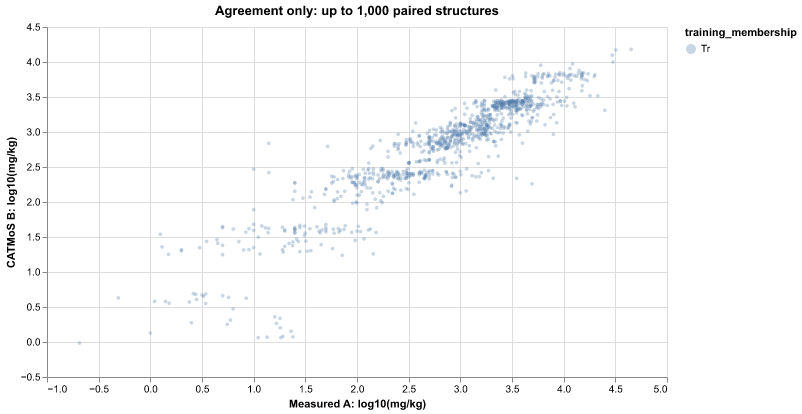 Agreement only: up to 1,000 paired structures
training_membership
Tr
4.5
4.0
3.5
3.0
2.5
2.0
1.5
1.0
0.5
0.0
−0.5
CATMoS B: log10(mg/kg)
−1.0 −0.5 0.0 0.5 1.0 1.5 2.0 2.5 3.0 3.5 4.0 4.5 5.0
Measured A: log10(mg/kg)